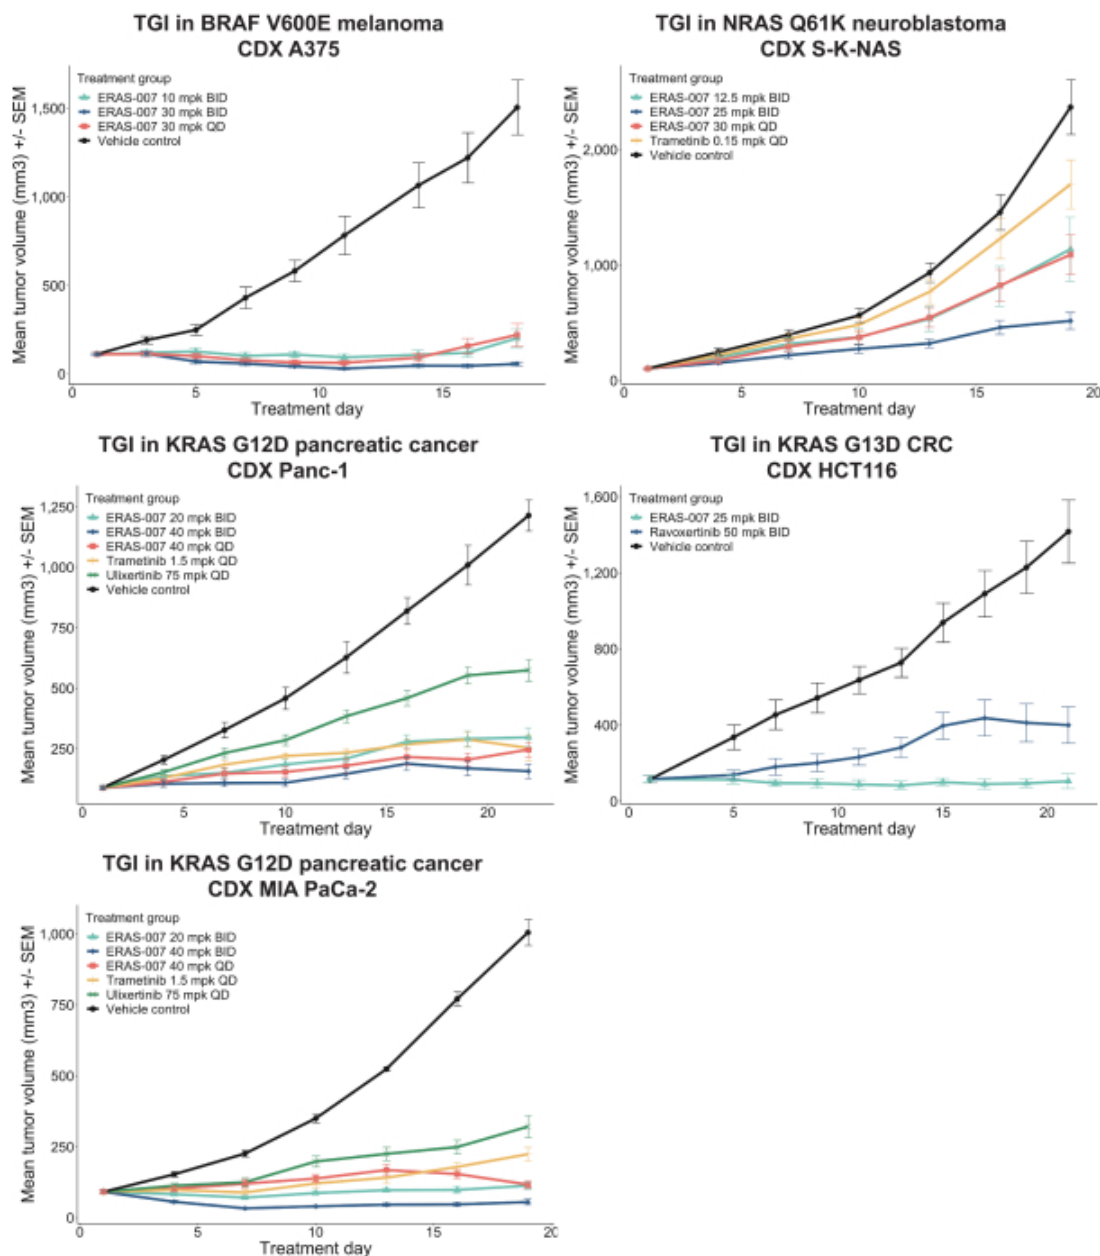 TGI in BRAF V600E melanoma
CDX A375
Mean tumor volume (mm3) +/- SEM
Treatment group
ERAS-007 10 mpk BID
ERAS-007 30 mpk BID
ERAS-007 30 mpk QD
Vehicle control
1,500
1,000
500
0
5
10
15
Treatment day
TGI in NRAS Q61K neuroblastoma
CDX S-K-NAS
Mean tumor volume (mm3) +/- SEM
Treatment group
ERAS-007 12.5 mpk BID
ERAS-007 25 mpk BID
ERAS-007 30 mpk QD
Trametinib 0.15 mpk QD
Vehicle control
2,000
1,000
0
0
5
10
15
20
Treatment day
TGI in KRAS G12D pancreatic cancer
CDX Panc-1
Mean tumor volume (mm3) +/- SEM
Treatment group
ERAS-007 20 mpk BID
ERAS-007 40 mpk BID
ERAS-007 40 mpk QD
Trametinib 1.5 mpk QD
Ulixertinib 75 mpk QD
Vehicle control
1,250
1,000
750
500
250
0
5
10
15
20
Treatment day
TGI in KRAS G13D CRC
CDX HCT116
Mean tumor volume (mm3) +/- SEM
Treatment group
ERAS-007 25 mpk BID
Ravoxertinib 50 mpk BID
Vehicle control
1,600
1,200
800
400
0
0
5
10
15
20
Treatment day
TGI in KRAS G12D pancreatic cancer
CDX MIA PaCa-2
Mean tumor volume (mm3) +/- SEM
Treatment group
ERAS-007 20 mpk BID
ERAS-007 40 mpk BID
ERAS-007 40 mpk QD
Trametinib 1.5 mpk QD
Ulixertinib 75 mpk QD
Vehicle control
1,000
750
500
250
0
0
5
10
15
20
Treatment day